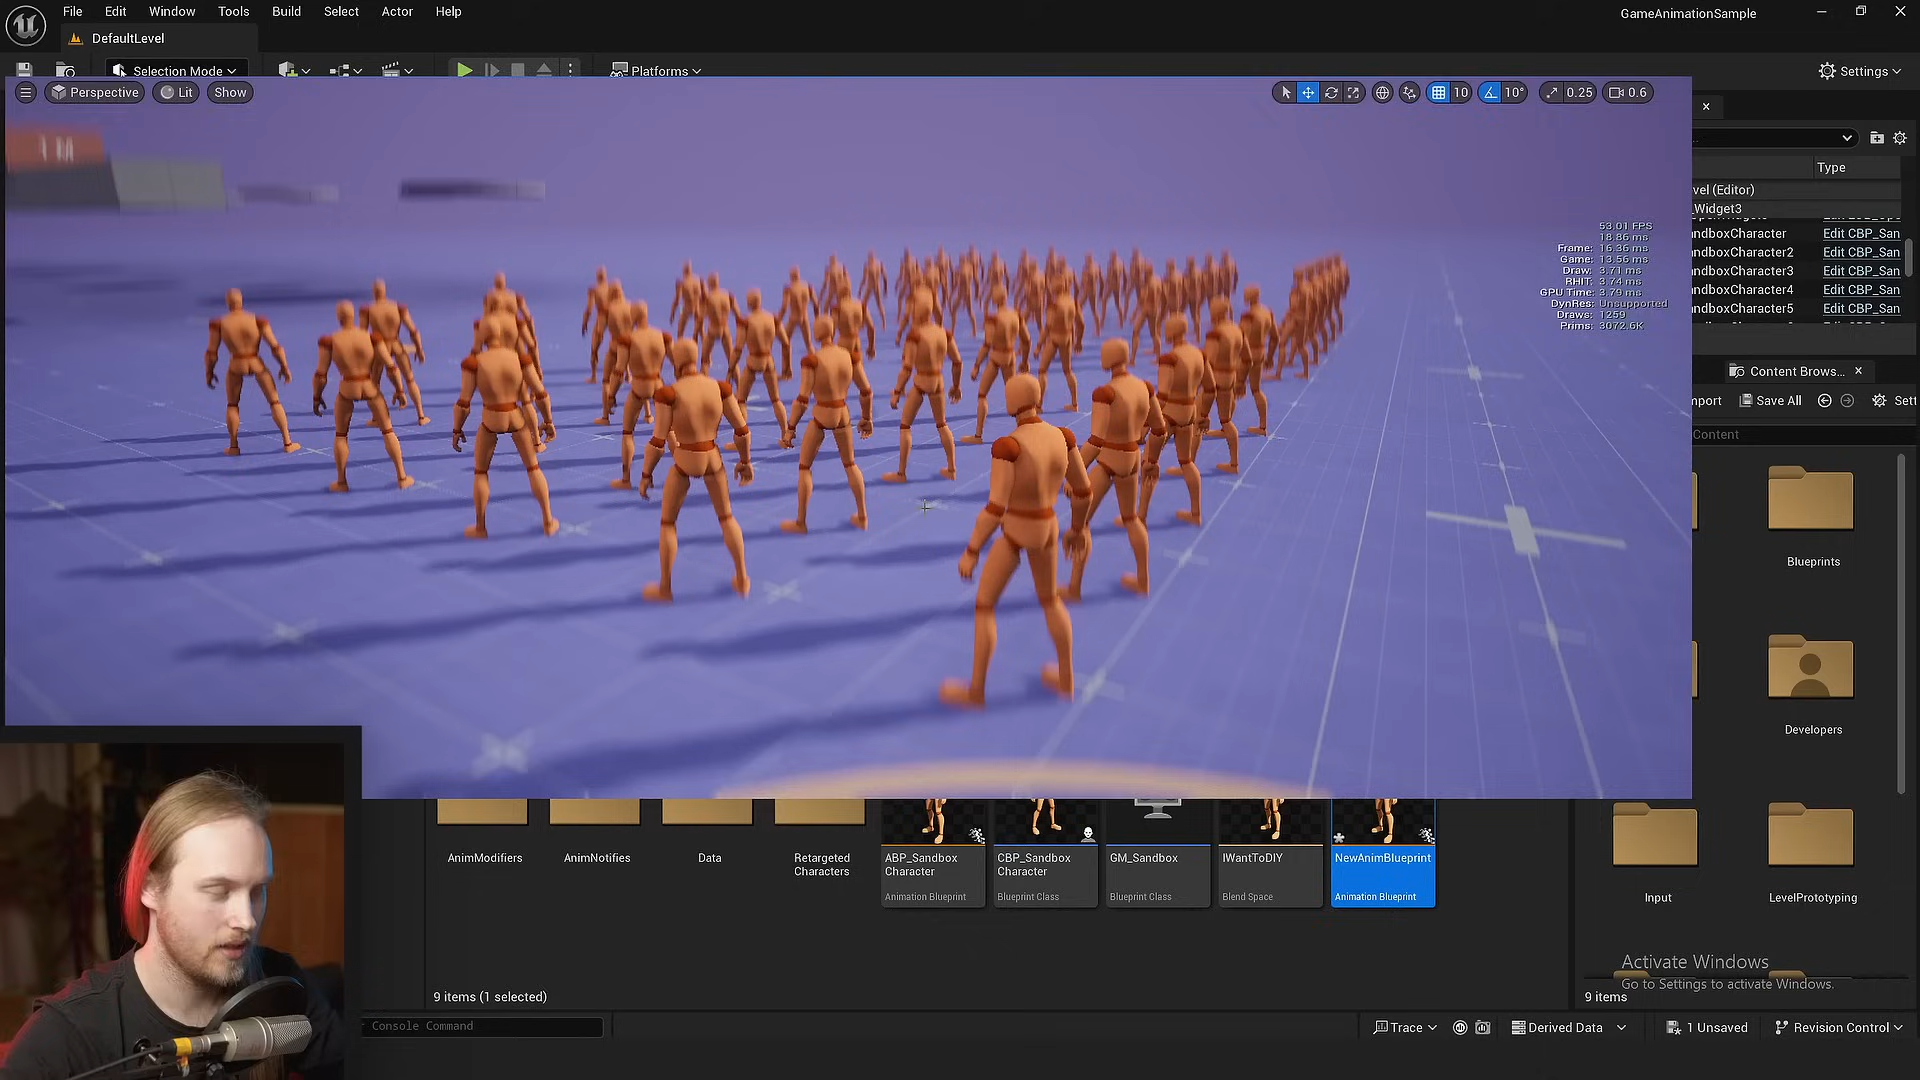 File Edit Window Tools Build Select Actor Help
GameAnimationSample
DefaultLevel
Selection Mode
Platforms
Settings
Perspective
Lit
Show
10
10°
0.25
0.6
Type
vel (Editor)
_Widget3
ndboxCharacter Edit CBP_San
ndboxCharacter2 Edit CBP_San
ndboxCharacter3 Edit CBP_San
ndboxCharacter4 Edit CBP_San
ndboxCharacter5 Edit CBP_San
53.01 FPS
18.86 ms
Frame: 16.36 ms
Game: 13.56 ms
Draw: 3.71 ms
RHIT: 3.74 ms
GPU Time: 3.79 ms
DynRes: Unsupported
Draws: 1259
Prims: 3072.6K
Content Brows...
mport
Save All
Sett
Content
Blueprints
Developers
Input
LevelPrototyping
AnimModifiers
AnimNotifies
Data
Retargeted
Characters
ABP_Sandbox
Character
Animation Blueprint
CBP_Sandbox
Character
Blueprint Class
GM_Sandbox
Blueprint Class
IWantToDIY
Blend Space
NewAnimBlueprint
Animation Blueprint
9 items (1 selected)
Activate Windows
Go to Settings to activate Windows.
9 items
Console Command
Trace
Derived Data
1 Unsaved
Revision Control